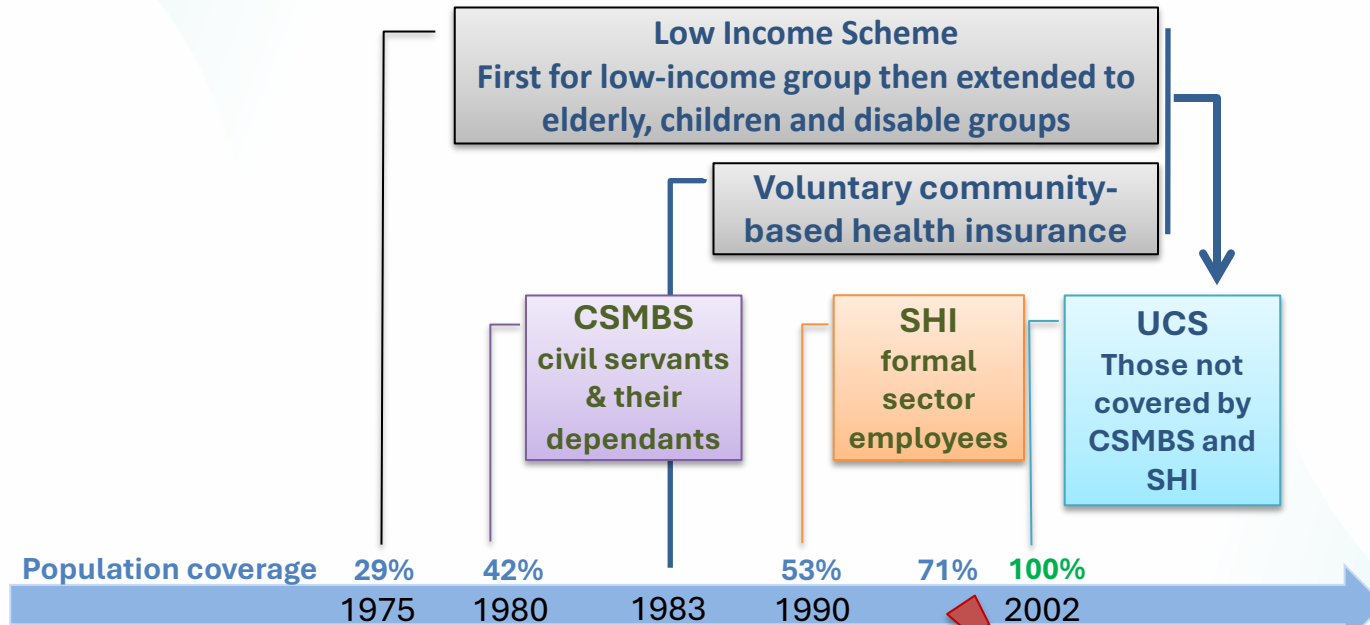 Low Income Scheme
First for low-income group then extended to
elderly, children and disable groups
Voluntary community-
based health insurance
CSMBS
civil servants
& their
dependants
SHI
formal
sector
employees
UCS
Those not
covered by
CSMBS and
SHI
Population coverage 29% 42% 53% 71% 100%
1975 1980 1983 1990 2002